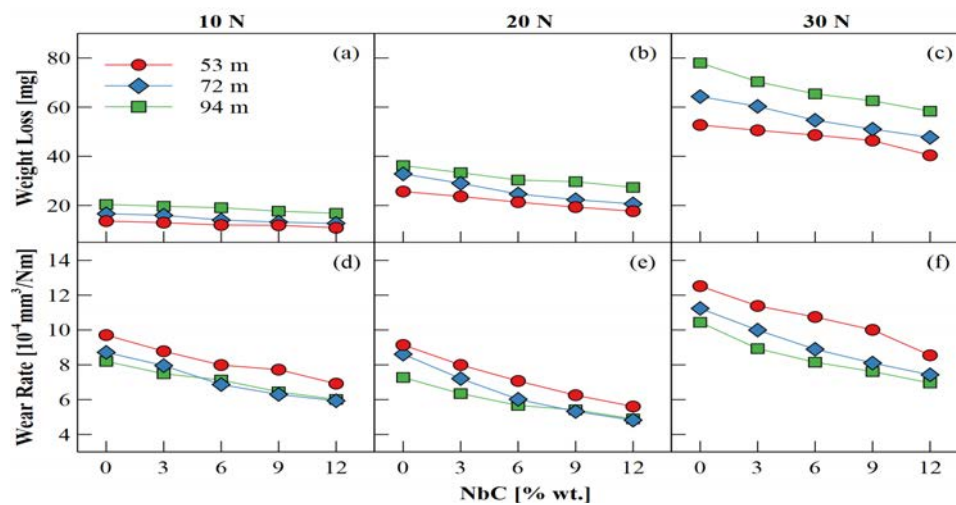 10 N 20 N 30 N
(a) (b) (c)
Weight Loss [mg]
80
60
40
20
53 m
72 m
94 m
(d) (e) (f)
Wear Rate [10⁻⁴mm³/Nm]
14
12
10
8
6
4
0 3 6 9 12 0 3 6 9 12 0 3 6 9 12
NbC [% wt.]